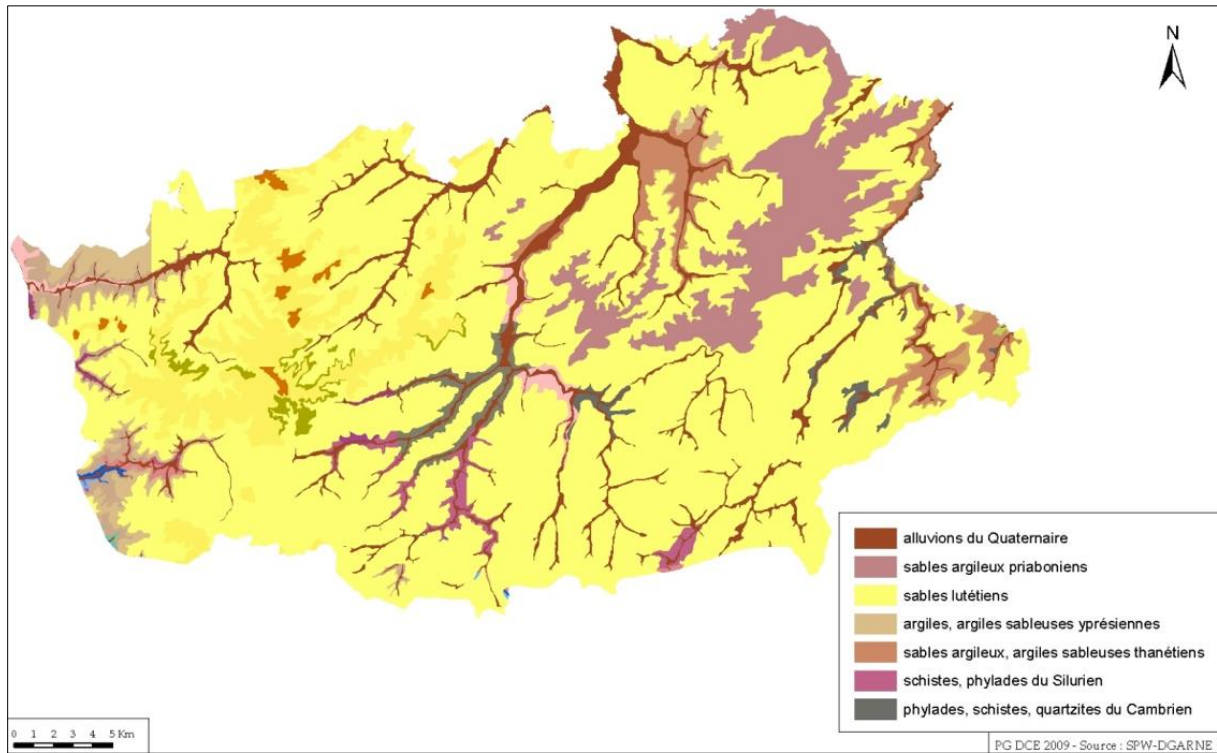 N
alluvions du Quaternaire
sables argileux priaboniens
sables lutétiens
argiles, argiles sableuses yprésiennes
sables argileux, argiles sableuses thanétiens
schistes, phylades du Silurien
phylades, schistes, quartzites du Cambrien
0 1 2 3 4 5 Km
PG DCE 2009 - Source : SPW-DGARNE